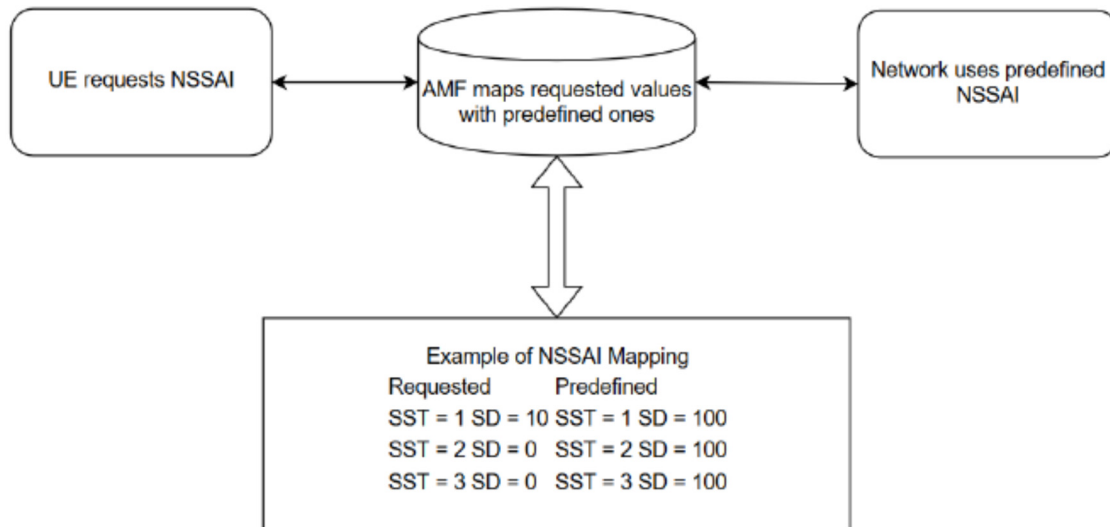 UE requests NSSAI
AMF maps requested values
with predefined ones
Network uses predefined
NSSAI
Example of NSSAI Mapping
Requested Predefined
SST = 1 SD = 10 SST = 1 SD = 100
SST = 2 SD = 0 SST = 2 SD = 100
SST = 3 SD = 0 SST = 3 SD = 100